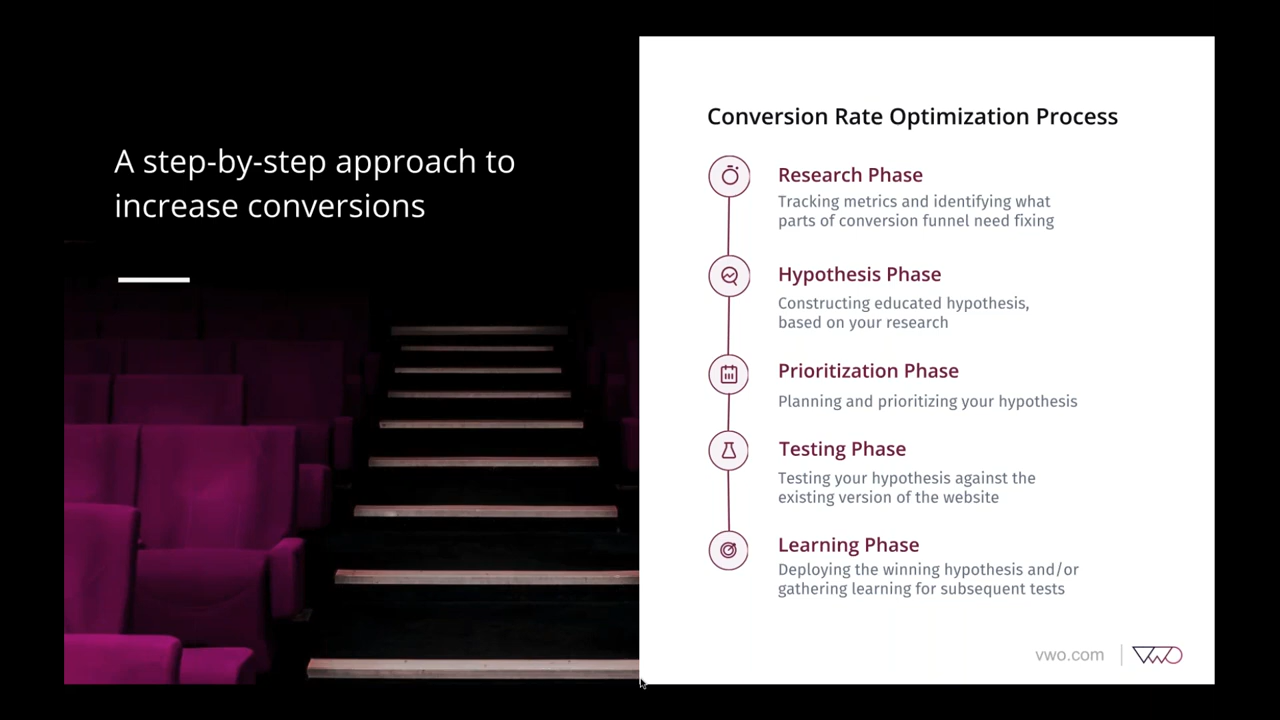 A step-by-step approach to
increase conversions
Conversion Rate Optimization Process
Research Phase
Tracking metrics and identifying what
parts of conversion funnel need fixing
Hypothesis Phase
Constructing educated hypothesis,
based on your research
Prioritization Phase
Planning and prioritizing your hypothesis
Testing Phase
Testing your hypothesis against the
existing version of the website
Learning Phase
Deploying the winning hypothesis and/or
gathering learning for subsequent tests
vwo.com | VWO